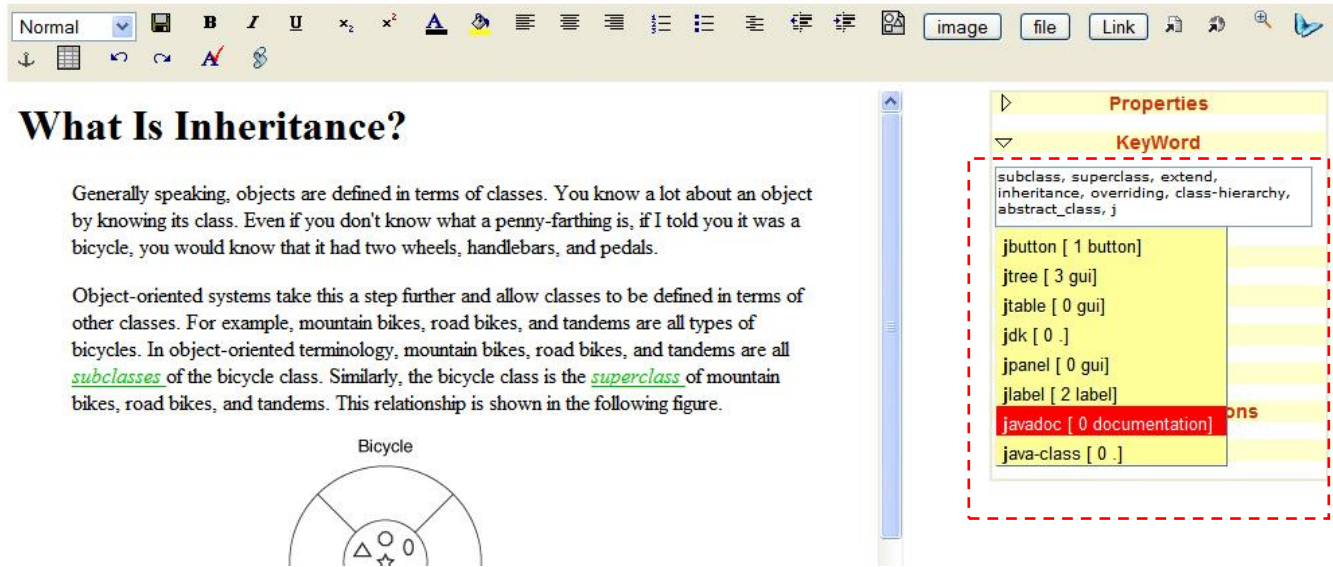 Normal B I U x₂ x² A image file Link
A
What Is Inheritance?
Generally speaking, objects are defined in terms of classes. You know a lot about an object
by knowing its class. Even if you don't know what a penny-farthing is, if I told you it was a
bicycle, you would know that it had two wheels, handlebars, and pedals.
Object-oriented systems take this a step further and allow classes to be defined in terms of
other classes. For example, mountain bikes, road bikes, and tandems are all types of
bicycles. In object-oriented terminology, mountain bikes, road bikes, and tandems are all
subclasses of the bicycle class. Similarly, the bicycle class is the superclass of mountain
bikes, road bikes, and tandems. This relationship is shown in the following figure.
Bicycle
Properties
KeyWord
subclass, superclass, extend,
inheritance, overriding, class-hierarchy,
abstract_class, j
jbutton [ 1 button]
jtree [ 3 gui]
jtable [ 0 gui]
jdk [ 0 .]
jpanel [ 0 gui]
jlabel [ 2 label]
javadoc [ 0 documentation]
java-class [ 0 .]